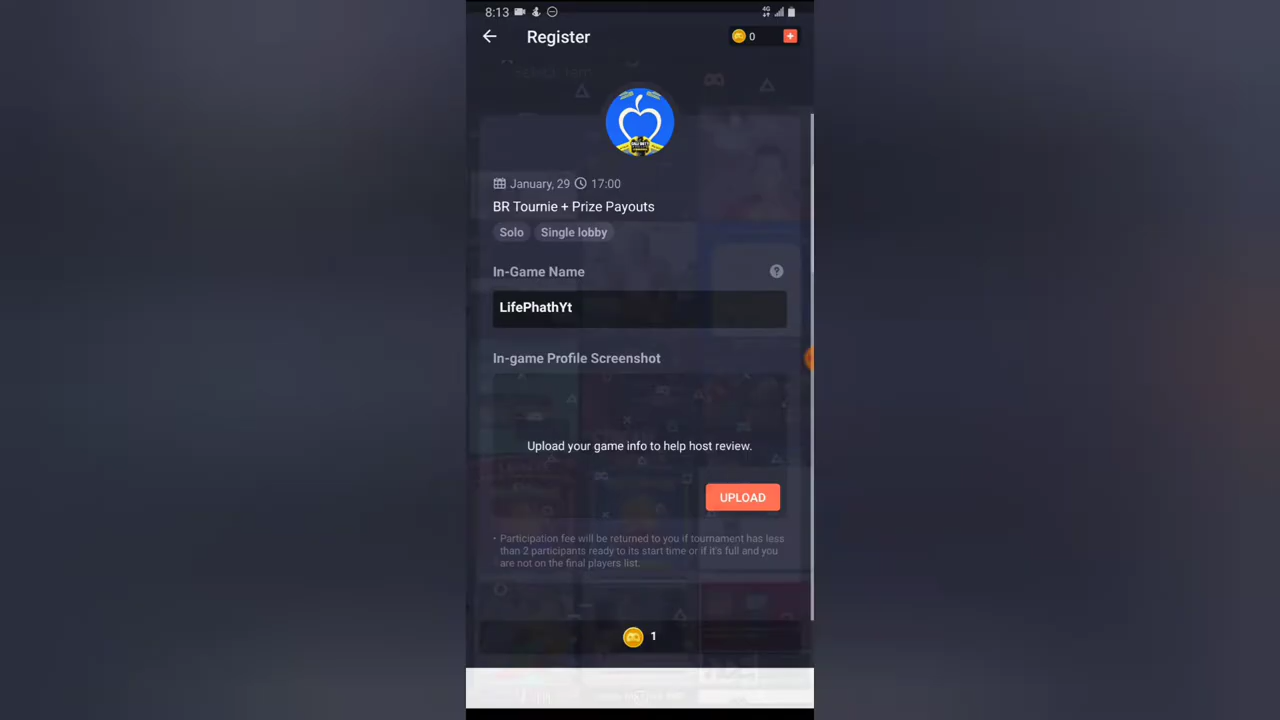 8:13
4G
Register
0
January, 29 17:00
BR Tournie + Prize Payouts
Solo Single lobby
In-Game Name
?
LifePhathYt
In-game Profile Screenshot
Upload your game info to help host review.
UPLOAD
• Participation fee will be returned to you if tournament has less
than 2 participants ready to its start time or if it's full and you
are not on the final players list.
1